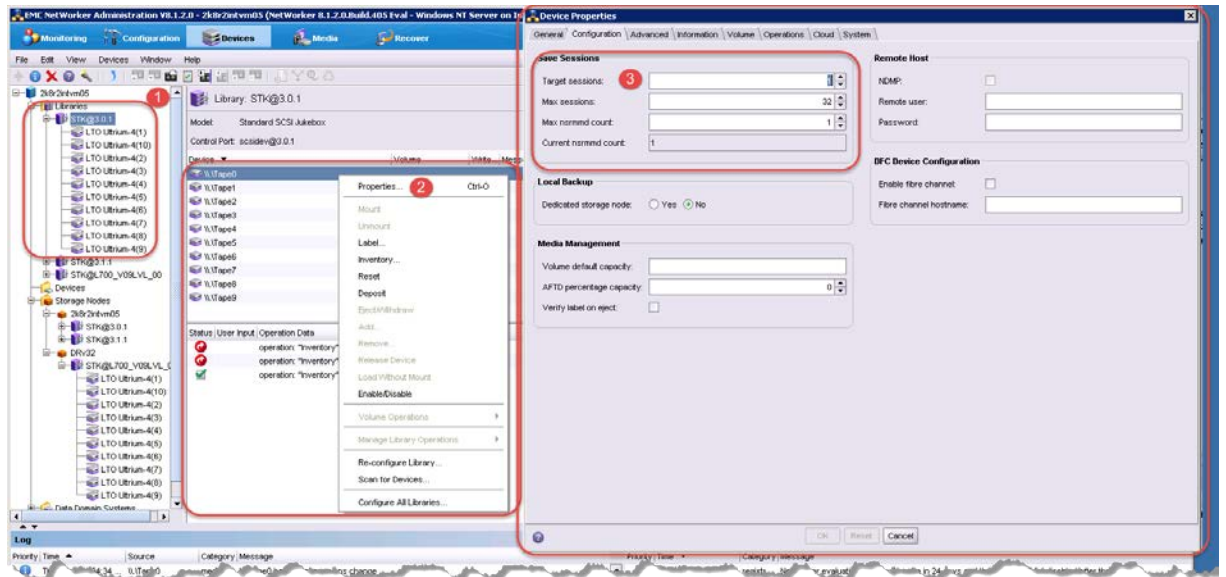 EMC NetWorker Administration V8.1.2.0 - 2k8r2intvm05 (NetWorker 8.1.2.0.Build.405 Eval - Windows NT Server on
Monitoring Configuration Devices Media Recover
File Edit View Devices Window Help
2k8r2intvm05
1
Libraries
STK@3.0.1
LTO Ultrium-4(1)
LTO Ultrium-4(10)
LTO Ultrium-4(2)
LTO Ultrium-4(3)
LTO Ultrium-4(4)
LTO Ultrium-4(5)
LTO Ultrium-4(6)
LTO Ultrium-4(7)
LTO Ultrium-4(8)
LTO Ultrium-4(9)
STK@3.1.1
STK@L700_V09LVL_00
Devices
Storage Nodes
2k8r2intvm05
STK@3.0.1
STK@3.1.1
DRv32
STK@L700_V09LVL_
LTO Ultrium-4(1)
LTO Ultrium-4(10)
LTO Ultrium-4(2)
LTO Ultrium-4(3)
LTO Ultrium-4(4)
LTO Ultrium-4(5)
LTO Ultrium-4(6)
LTO Ultrium-4(7)
LTO Ultrium-4(8)
LTO Ultrium-4(9)
Data Domain Systems
Library: STK@3.0.1
Model: Standard SCSI Jukebox
Control Port: scsidev@3.0.1
Device Volume Write... Mess
\\.\Tape0
\\.\Tape1
\\.\Tape2
\\.\Tape3
\\.\Tape4
\\.\Tape5
\\.\Tape6
\\.\Tape7
\\.\Tape8
\\.\Tape9
Status User Input Operation Data
operation: "Inventory"
operation: "Inventory"
operation: "Inventory"
Properties... 2 Ctrl-O
Mount
Unmount
Label...
Inventory...
Reset
Deposit
Eject/Withdraw
Add...
Remove...
Release Device
Load Without Mount
Enable/Disable
Volume Operations
Manage Library Operations
Re-configure Library...
Scan for Devices...
Configure All Libraries...
Device Properties
General Configuration Advanced Information Volume Operations Cloud System
Save Sessions
Target sessions: 3 1
Max sessions: 32
Max nsrmmd count: 1
Current nsrmmd count: 1
Local Backup
Dedicated storage node: Yes No
Media Management
Volume default capacity:
AFTD percentage capacity: 0
Verify label on eject:
Remote Host
NDMP:
Remote user:
Password:
DFC Device Configuration
Enable fibre channel:
Fibre channel hostname:
OK Reset Cancel
Log
Priority Time Source Category Message
Priority Time Category Message